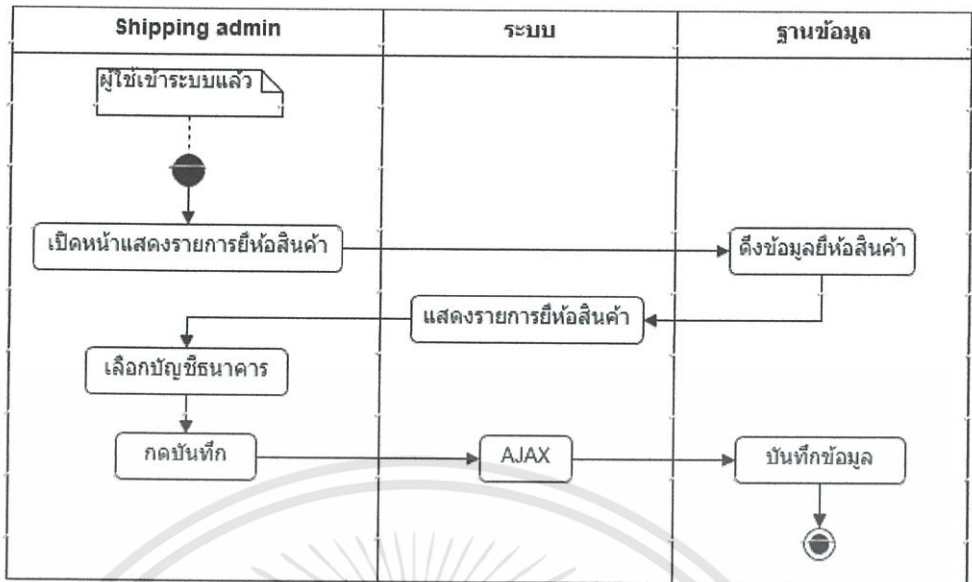 Shipping admin
ระบบ
ฐานข้อมูล
ผู้ใช้เข้าระบบแล้ว
เปิดหน้าแสดงรายการยี่ห้อสินค้า
ดึงข้อมูลยี่ห้อสินค้า
แสดงรายการยี่ห้อสินค้า
เลือกบัญชีธนาคาร
กดบันทึก
AJAX
บันทึกข้อมูล